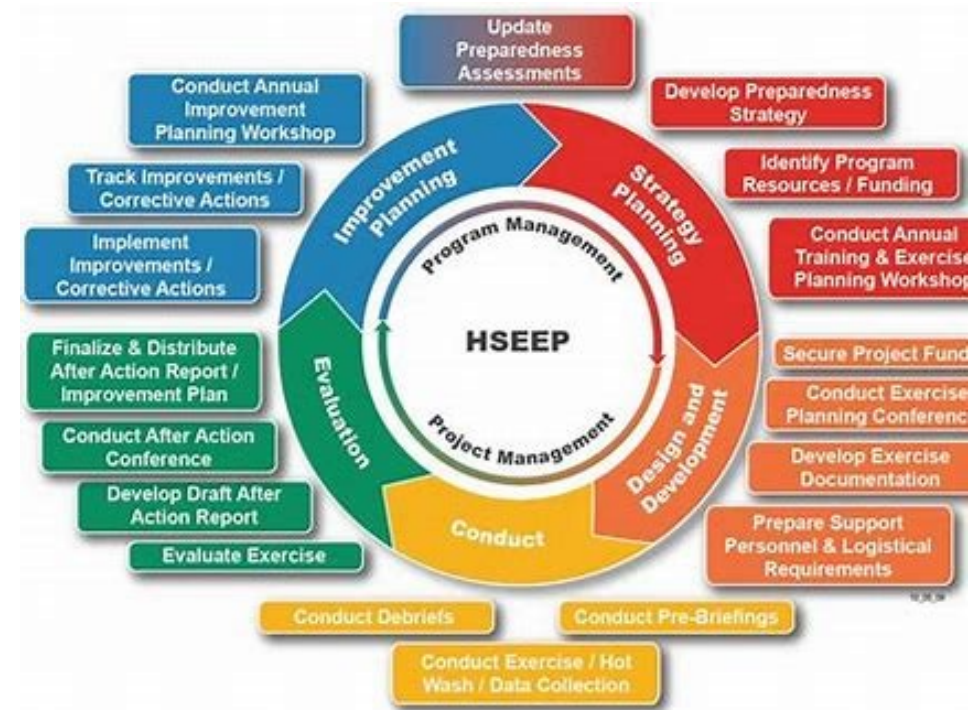 Update
Preparedness
Assessments
Develop Preparedness
Strategy
Identify Program
Resources / Funding
Conduct Annual
Training & Exercise
Planning Workshop
Secure Project Fund
Conduct Exercise
Planning Conferenc
Develop Exercise
Documentation
Prepare Support
Personnel & Logistical
Requirements
Conduct Pre-Briefings
Conduct Exercise / Hot
Wash / Data Collection
Conduct Debriefs
Evaluate Exercise
Develop Draft After
Action Report
Conduct After Action
Conference
Finalize & Distribute
After Action Report /
Improvement Plan
Implement
Improvements /
Corrective Actions
Track Improvements /
Corrective Actions
Conduct Annual
Improvement
Planning Workshop
Strategy
Planning
Design and
Development
Conduct
Evaluation
Improvement
Planning
Program Management
HSEEP
Project Management